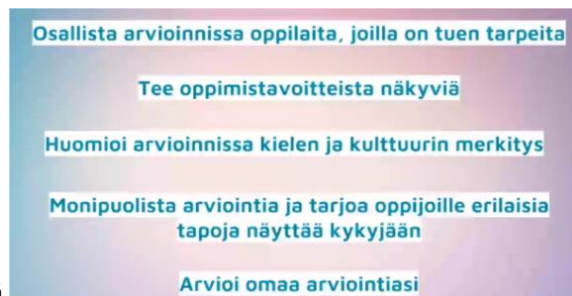 Osallista arvioinnissa oppilaita, joilla on tuen tarpeita
Tee oppimistavoitteista näkyviä
Huomioi arvioinnissa kielen ja kulttuurin merkitys
Monipuolista arviointia ja tarjoa oppijoille erilaisia
tapoja näyttää kykyjään
Arvioi omaa arviointiasi